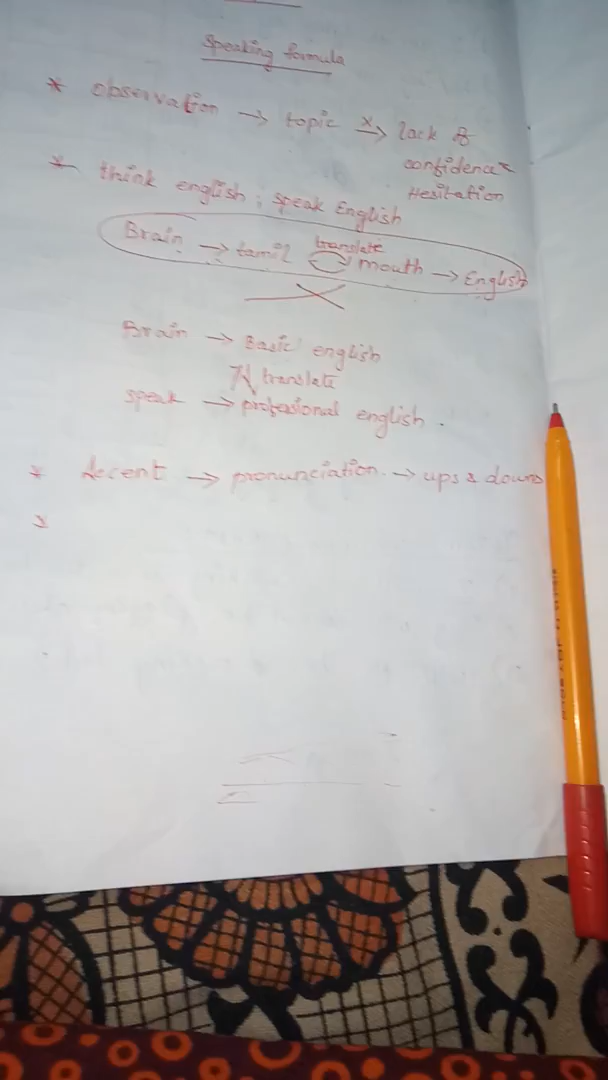 Speaking formula
* observation → topic x→ lack of
confidence
Hesitation
* think english ; speak English
Brain → tamil translate mouth → English
Brain → Basic english
translate
speak → profesional english .
* Accent → pronunciation. → ups & downs
*